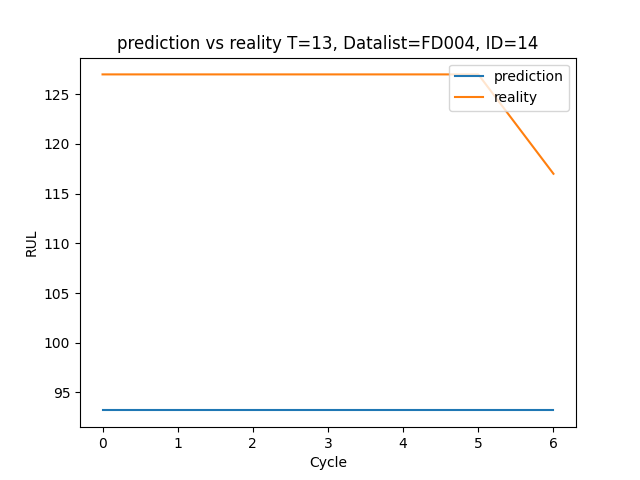 prediction vs reality T=13, Datalist=FD004, ID=14
prediction
reality
125
120
115
110
105
100
95
RUL
0 1 2 3 4 5 6
Cycle